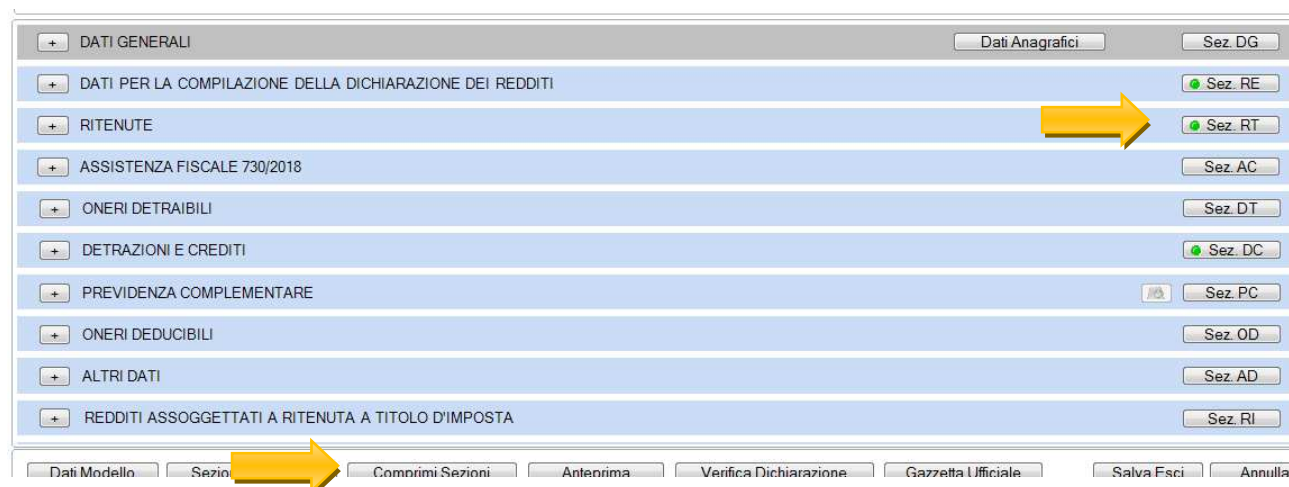 + DATI GENERALI Dati Anagrafici Sez. DG
+ DATI PER LA COMPILAZIONE DELLA DICHIARAZIONE DEI REDDITI Sez. RE
+ RITENUTE Sez. RT
+ ASSISTENZA FISCALE 730/2018 Sez. AC
+ ONERI DETRAIBILI Sez. DT
+ DETRAZIONI E CREDITI Sez. DC
+ PREVIDENZA COMPLEMENTARE Sez. PC
+ ONERI DEDUCIBILI Sez. OD
+ ALTRI DATI Sez. AD
+ REDDITI ASSOGGETTATI A RITENUTA A TITOLO D'IMPOSTA Sez. RI
Dati Modello Comprimi Sezioni Anteprima Verifica Dichiarazione Gazzetta Ufficiale Salva Esci Annulla